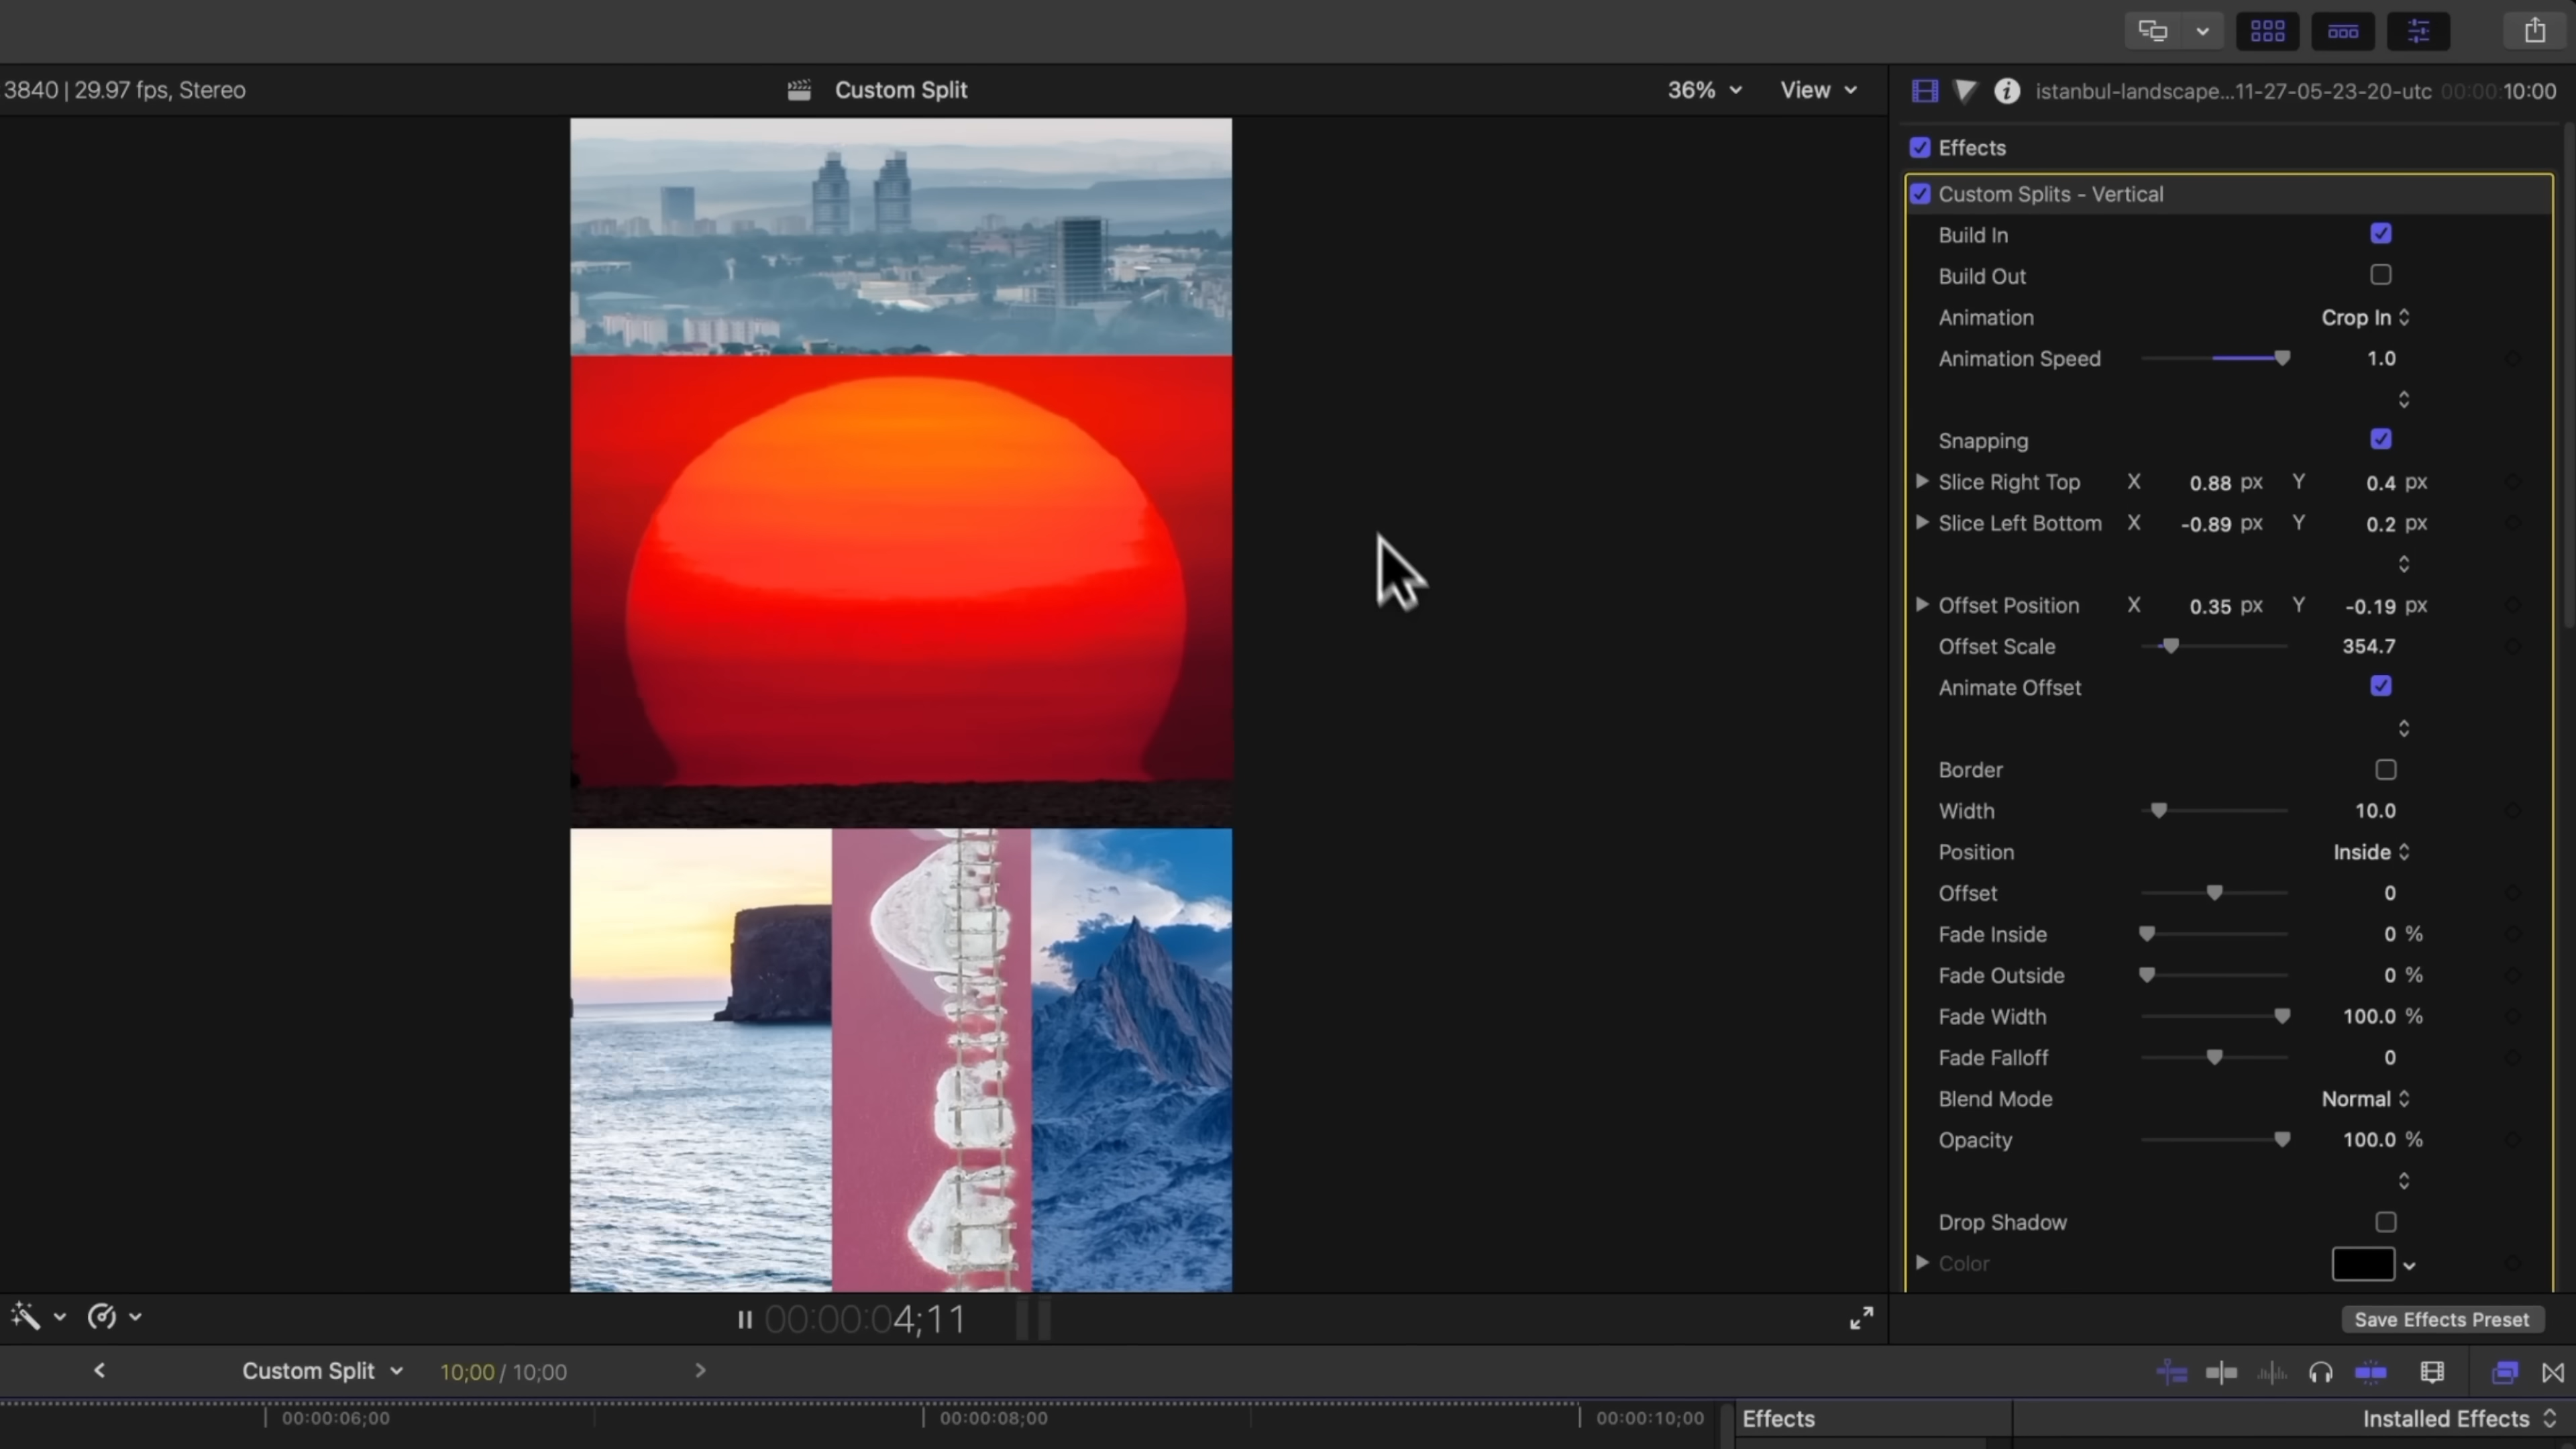 3840 | 29.97 fps, Stereo
Custom Split
36%
View
istanbul-landscape...11-27-05-23-20-utc
00:00:10:00
Effects
Custom Splits - Vertical
Build In
Build Out
Animation Crop In
Animation Speed 1.0
Snapping
Slice Right Top X 0.88 px Y 0.4 px
Slice Left Bottom X -0.89 px Y 0.2 px
Offset Position X 0.35 px Y -0.19 px
Offset Scale 354.7
Animate Offset
Border
Width 10.0
Position Inside
Offset 0
Fade Inside 0 %
Fade Outside 0 %
Fade Width 100.0 %
Fade Falloff 0
Blend Mode Normal
Opacity 100.0 %
Drop Shadow
Color
00:00:04;11
Save Effects Preset
Custom Split
10;00 / 10;00
00:00:06;00
00:00:08;00
00:00:10;00
Effects
Installed Effects